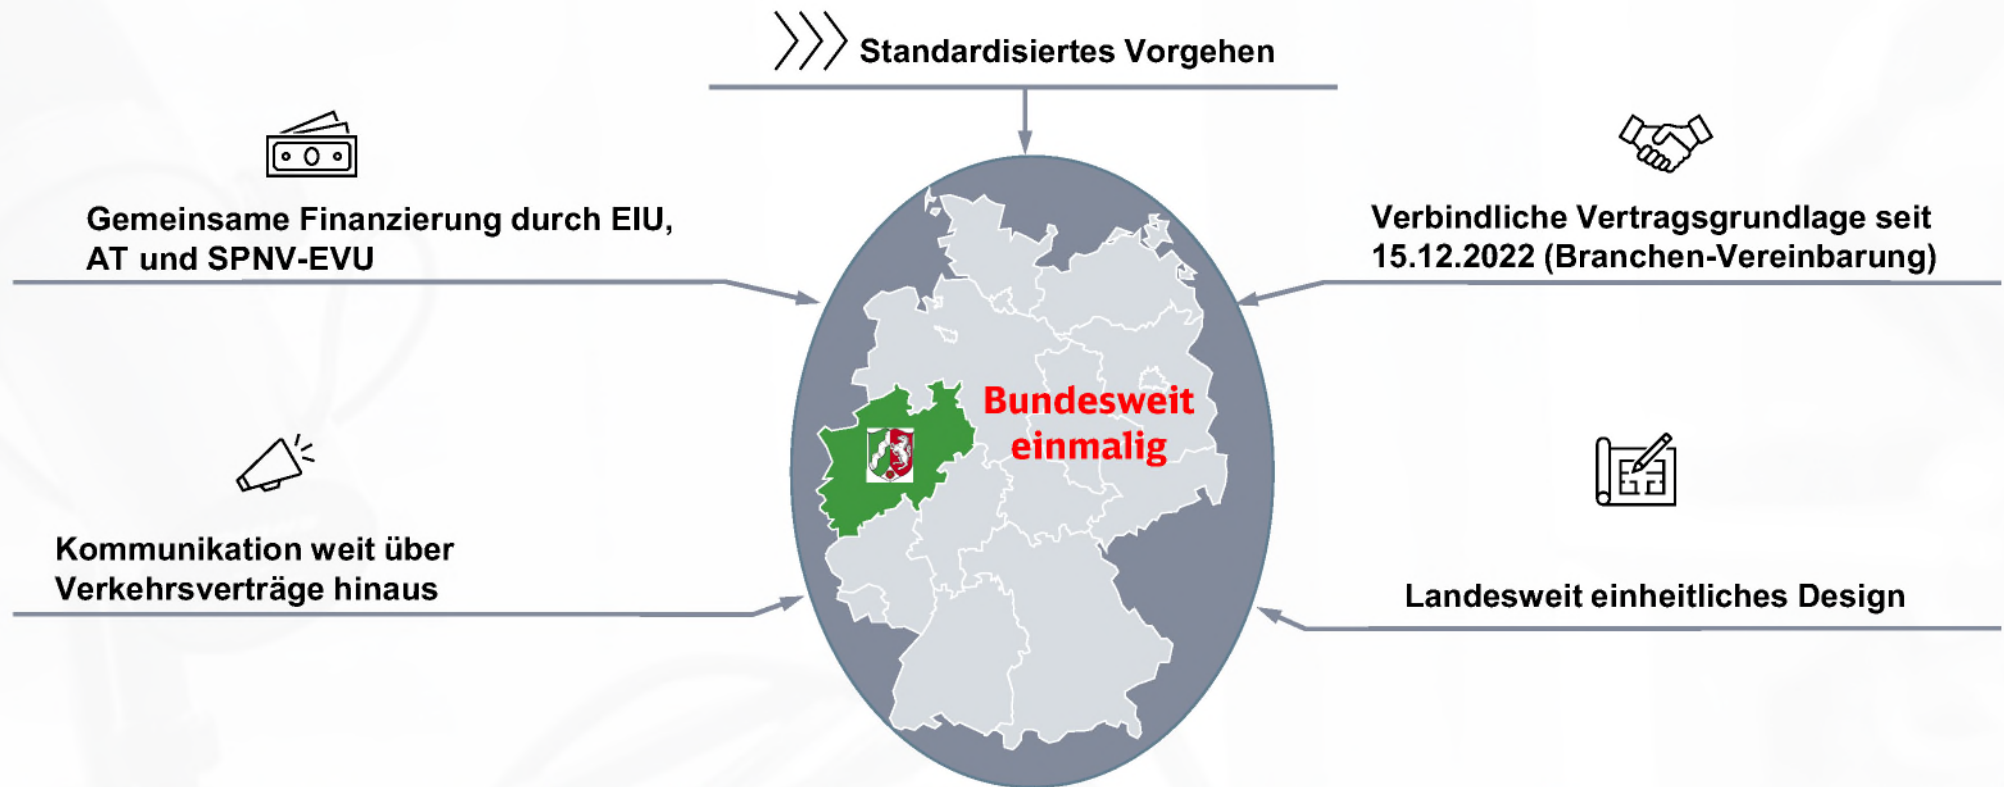 Standardisiertes Vorgehen
Gemeinsame Finanzierung durch EIU,
AT und SPNV-EVU
Verbindliche Vertragsgrundlage seit
15.12.2022 (Branchen-Vereinbarung)
Bundesweit
einmalig
Kommunikation weit über
Verkehrsverträge hinaus
Landesweit einheitliches Design